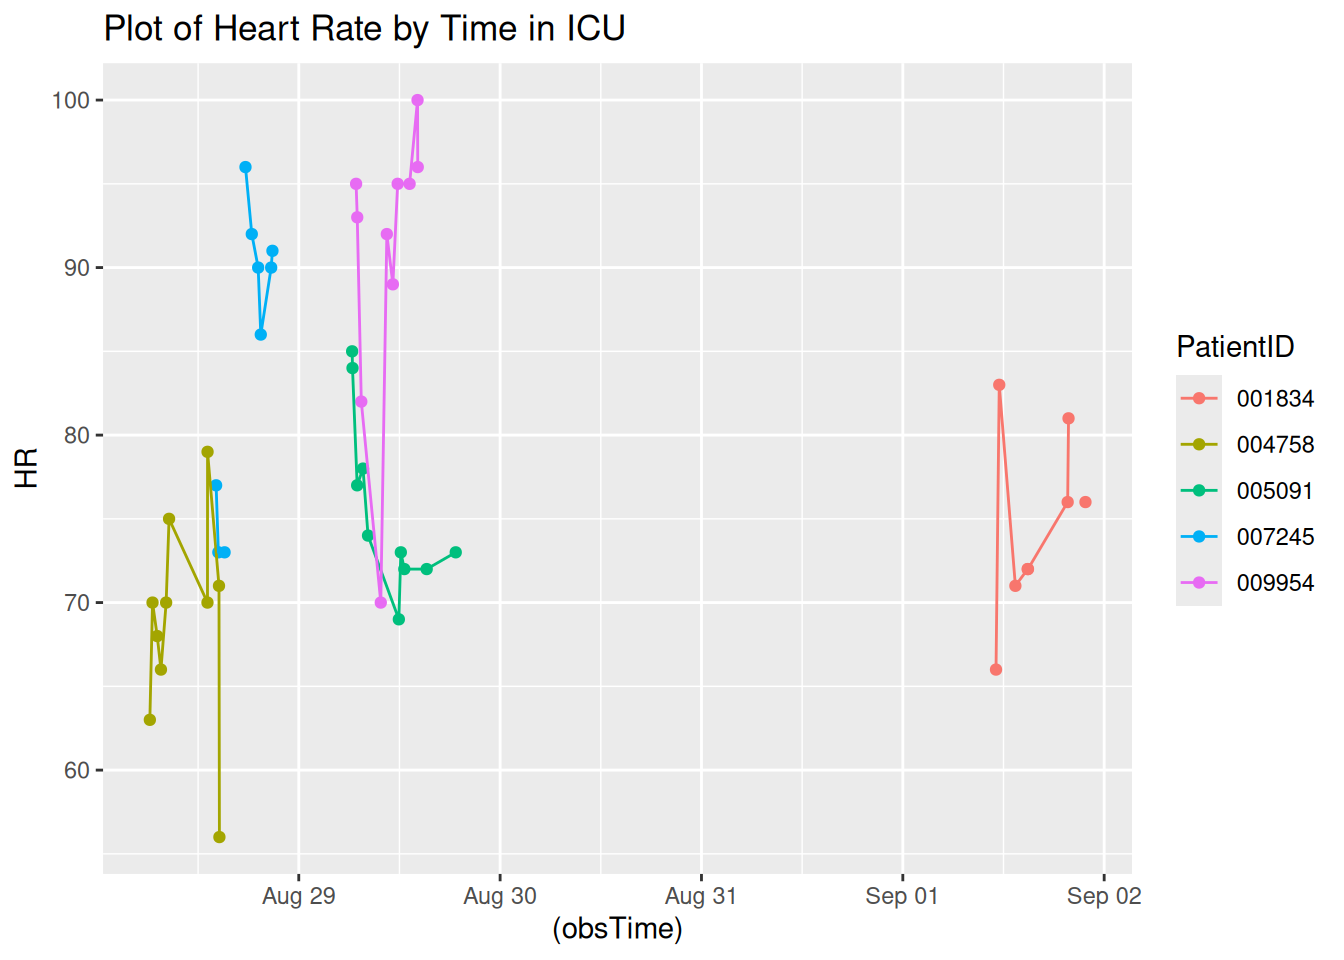 Plot of Heart Rate by Time in ICU
100
90
80
70
60
HR
Aug 29
Aug 30
Aug 31
Sep 01
Sep 02
(obsTime)
PatientID
001834
004758
005091
007245
009954